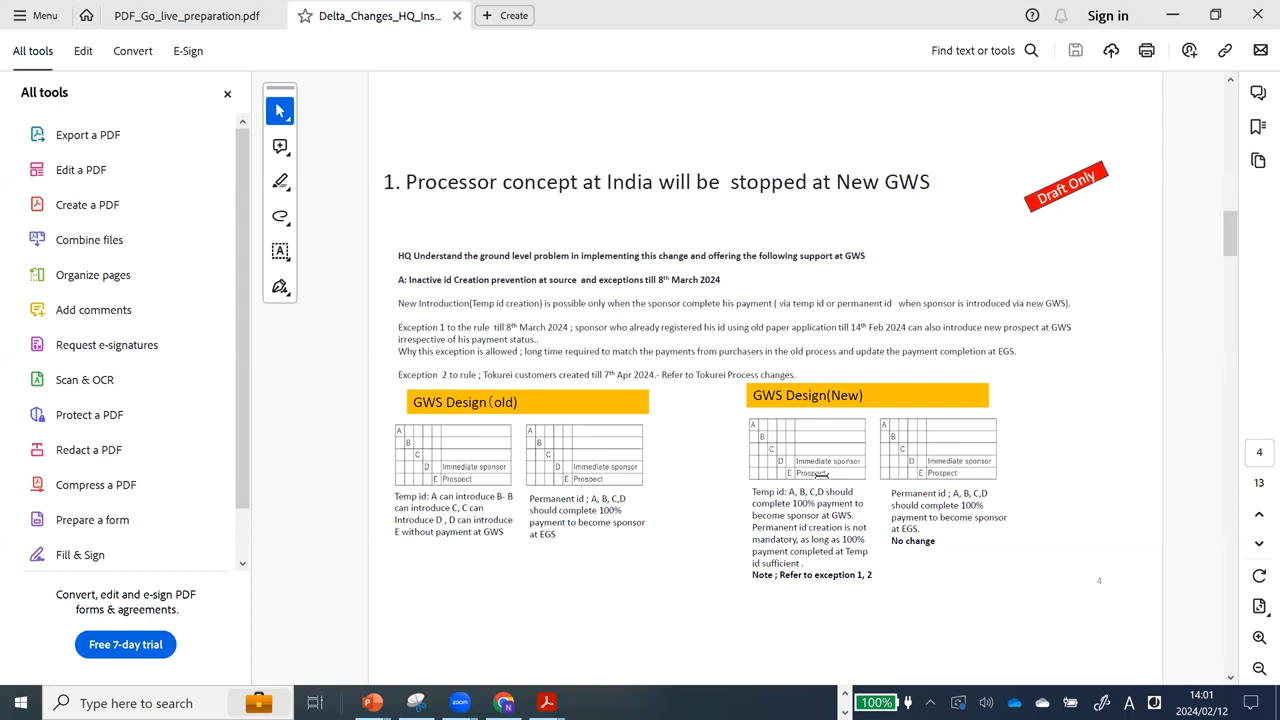 Menu
PDF_Go_live_preparation.pdf
Delta_Changes_HQ_Ins...
Create
Sign in
All tools
Edit
Convert
E-Sign
Find text or tools
All tools
Export a PDF
Edit a PDF
Create a PDF
Combine files
Organize pages
Add comments
Request e-signatures
Scan & OCR
Protect a PDF
Redact a PDF
Compress a PDF
Prepare a form
Fill & Sign
Convert, edit and e-sign PDF
forms & agreements.
Free 7-day trial
1. Processor concept at India will be stopped at New GWS
Draft Only
HQ Understand the ground level problem in implementing this change and offering the following support at GWS
A: Inactive id Creation prevention at source and exceptions till 8th March 2024
New Introduction(Temp id creation) is possible only when the sponsor complete his payment ( via temp id or permanent id when sponsor is introduced via new GWS).
Exception 1 to the rule till 8th March 2024 ; sponsor who already registered his id using old paper application till 14th Feb 2024 can also introduce new prospect at GWS
irrespective of his payment status..
Why this exception is allowed ; long time required to match the payments from purchasers in the old process and update the payment completion at EGS.
Exception 2 to rule ; Tokurei customers created till 7th Apr 2024.- Refer to Tokurei Process changes.
GWS Design（old)
A
B
C
D Immediate sponsor
E Prospect
Temp id: A can introduce B- B
can introduce C, C can
Introduce D , D can introduce
E without payment at GWS
A
B
C
D Immediate sponsor
E Prospect
Permanent id ; A, B, C,D
should complete 100%
payment to become sponsor
at EGS
GWS Design(New)
A
B
C
D Immediate sponsor
E Prospect
Temp id: A, B, C,D should
complete 100% payment to
become sponsor at GWS.
Permanent id creation is not
mandatory, as long as 100%
payment completed at Temp
id sufficient .
Note ; Refer to exception 1, 2
A
B
C
D Immediate sponsor
E Prospect
Permanent id ; A, B, C,D
should complete 100%
payment to become sponsor
at EGS.
No change
4
4
13
Type here to search
zoom
N
100%
A
14:01
2024/02/12